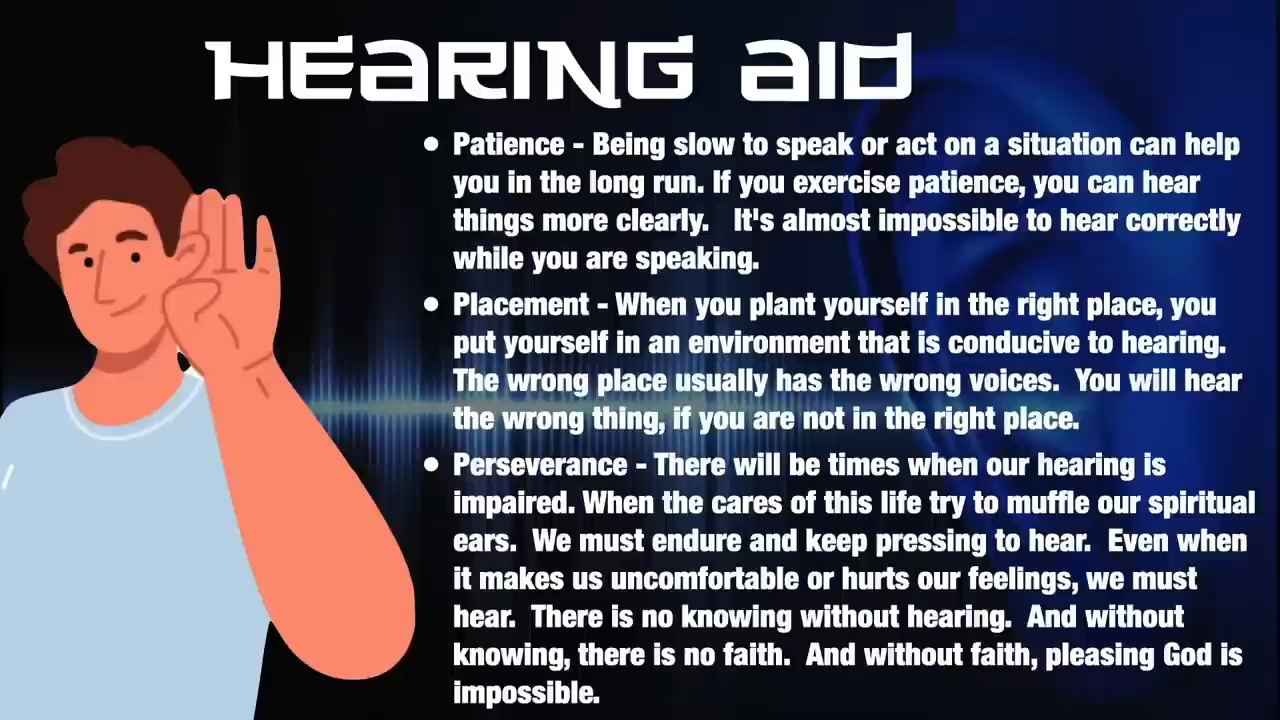 HEARING AID
• Patience - Being slow to speak or act on a situation can help
you in the long run. If you exercise patience, you can hear
things more clearly.   It's almost impossible to hear correctly
while you are speaking.
• Placement - When you plant yourself in the right place, you
put yourself in an environment that is conducive to hearing.
The wrong place usually has the wrong voices.  You will hear
the wrong thing, if you are not in the right place.
• Perseverance - There will be times when our hearing is
impaired. When the cares of this life try to muffle our spiritual
ears.  We must endure and keep pressing to hear.  Even when
it makes us uncomfortable or hurts our feelings, we must
hear.  There is no knowing without hearing.  And without
knowing, there is no faith.  And without faith, pleasing God is
impossible.